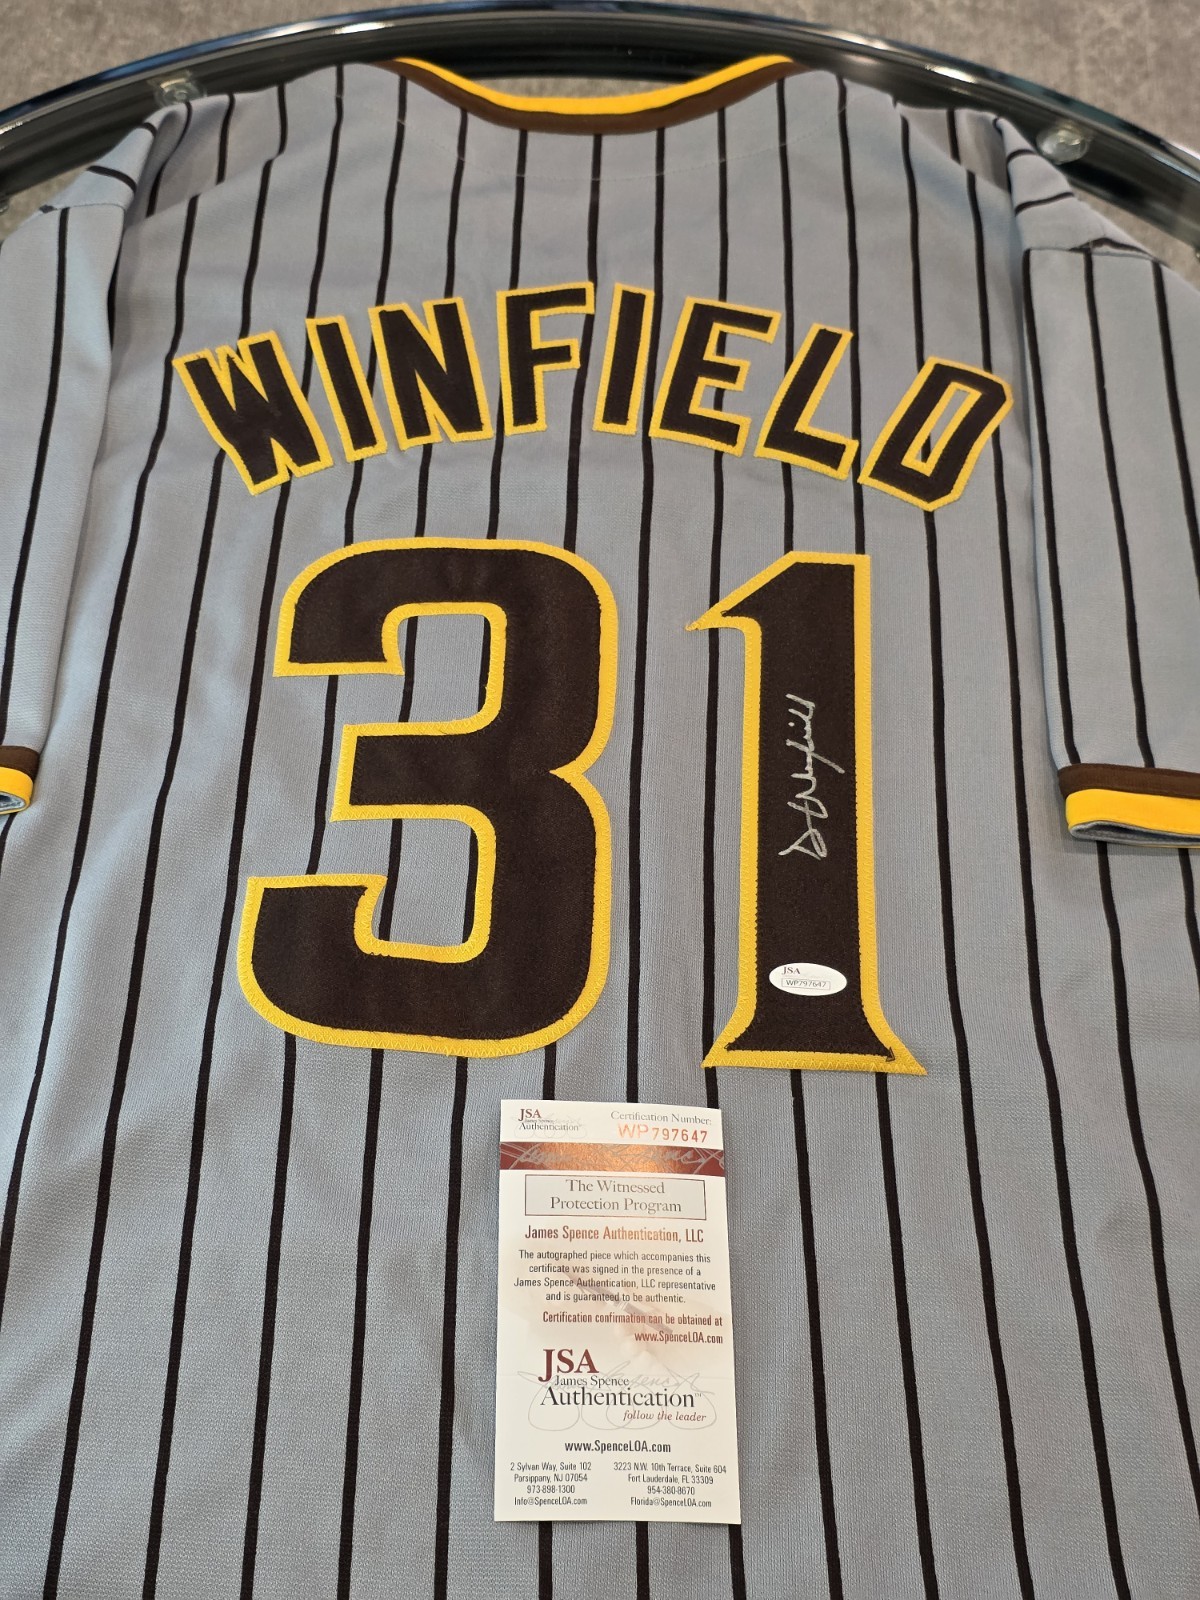 WINFIELD
31
D Winfield
JSA
WP797647
JSA
James Spence
Authentication
Certification Number:
WP797647
The Witnessed
Protection Program
James Spence Authentication, LLC
The autographed piece which accompanies this
certificate was signed in the presence of a
James Spence Authentication, LLC representative
and is guaranteed to be authentic.
Certification confirmation can be obtained at
www.SpenceLOA.com
JSA
James Spence
Authentication™
follow the leader
www.SpenceLOA.com
2 Sylvan Way, Suite 102
Parsippany, NJ 07054
973-898-1300
Info@SpenceLOA.com
3223 N.W. 10th Terrace, Suite 604
Fort Lauderdale, FL 33309
954-380-8670
Florida@SpenceLOA.com